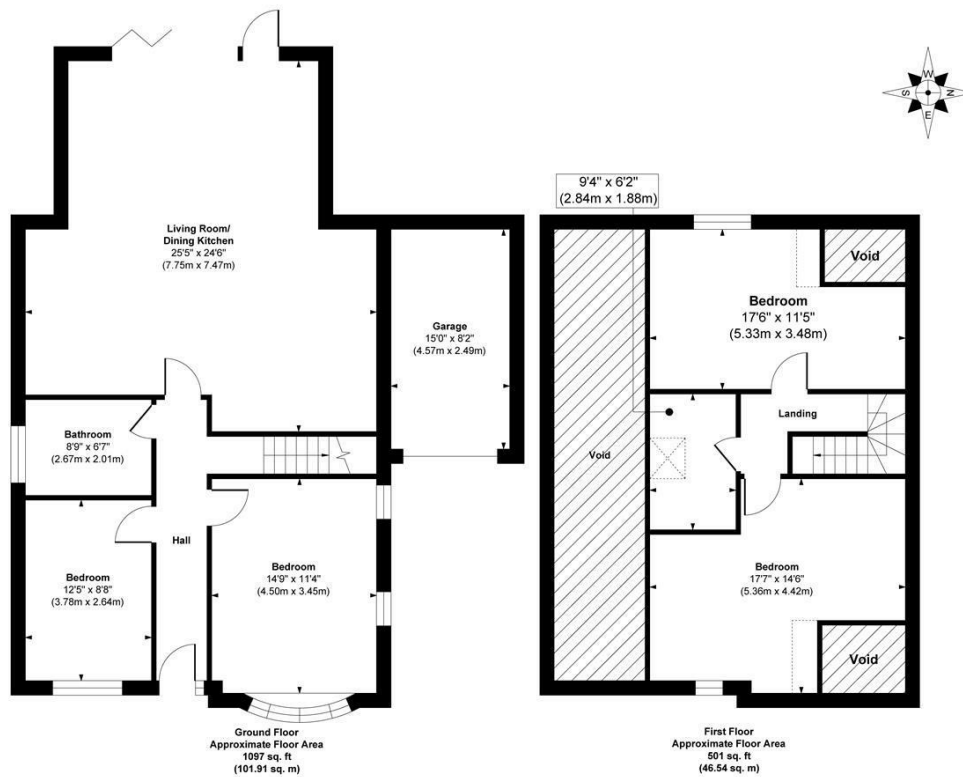 W
S
N
E
9'4" x 6'2"
(2.84m x 1.88m)
Living Room/
Dining Kitchen
25'5" x 24'6"
(7.75m x 7.47m)
Garage
15'0" x 8'2"
(4.57m x 2.49m)
Bathroom
8'9" x 6'7"
(2.67m x 2.01m)
Hall
Bedroom
12'5" x 8'8"
(3.78m x 2.64m)
Bedroom
14'9" x 11'4"
(4.50m x 3.45m)
Ground Floor
Approximate Floor Area
1097 sq. ft
(101.91 sq. m)
Void
Bedroom
17'6" x 11'5"
(5.33m x 3.48m)
Landing
Void
Bedroom
17'7" x 14'6"
(5.36m x 4.42m)
Void
First Floor
Approximate Floor Area
501 sq. ft
(46.54 sq. m)